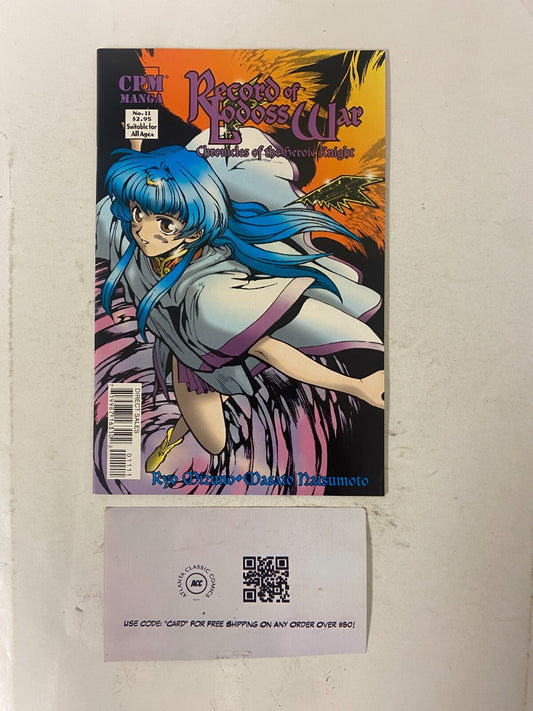 CPM®
MANGA
No. 11
$2.95
Suitable for
All Ages
Record of
Lodoss War
Chronicles of the Heroic Knight
DIRECT SALES
01111
Ryo Mizuno • Masato Natsumoto
ATLANTA CLASSIC COMICS
ACC
USE CODE: "CARD" FOR FREE SHIPPING ON ANY ORDER OVER $50!